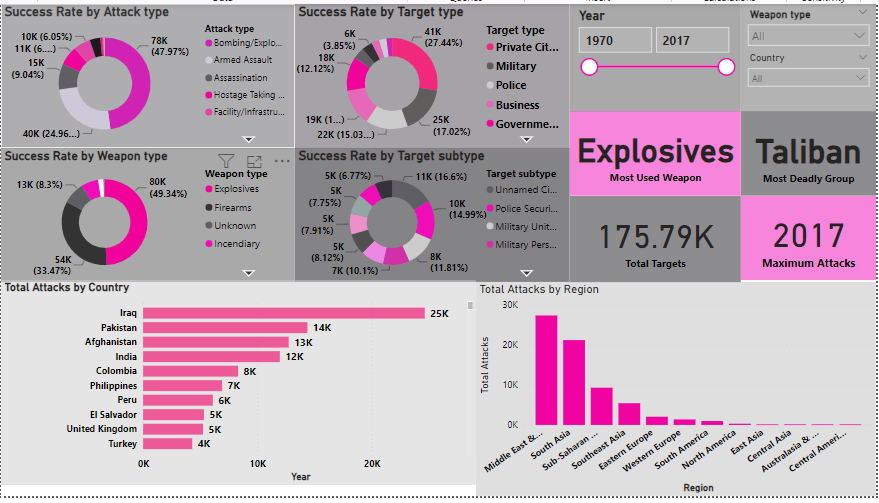 Success Rate by Attack type
Attack type
Bombing/Explo...
Armed Assault
Assassination
Hostage Taking ...
Facility/Infrastru...
78K
(47.97%)
40K (24.96...)
15K
(9.04%)
11K (6....)
10K (6.05%)
Success Rate by Target type
Target type
Private Cit...
Military
Police
Business
Governme...
41K
(27.44%)
25K
(17.02%)
22K (15.03...)
19K (1...)
18K
(12.12%)
6K
(3.85%)
Year
1970
2017
Weapon type
All
Country
All
Success Rate by Weapon type
Weapon type
Explosives
Firearms
Unknown
Incendiary
80K
(49.34%)
54K
(33.47%)
13K (8.3%)
Success Rate by Target subtype
Target subtype
Unnamed Ci...
Police Securi...
Military Unit...
Military Pers...
11K (16.6%)
10K
(14.99%)
8K
(11.81%)
7K (10.1%)
5K
(8.12%)
5K
(7.91%)
5K
(7.75%)
5K (6.77%)
Explosives
Most Used Weapon
Taliban
Most Deadly Group
175.79K
Total Targets
2017
Maximum Attacks
Total Attacks by Country
Iraq 25K
Pakistan 14K
Afghanistan 13K
India 12K
Colombia 8K
Philippines 7K
Peru 6K
El Salvador 5K
United Kingdom 5K
Turkey 4K
0K 10K 20K
Year
Total Attacks by Region
Total Attacks
30K
20K
10K
0K
Middle East &...
South Asia
Sub-Saharan ...
Southeast Asia
Eastern Europe
Western Europe
South America
North America
East Asia
Central Asia
Australasia & ...
Central Ameri...
Region